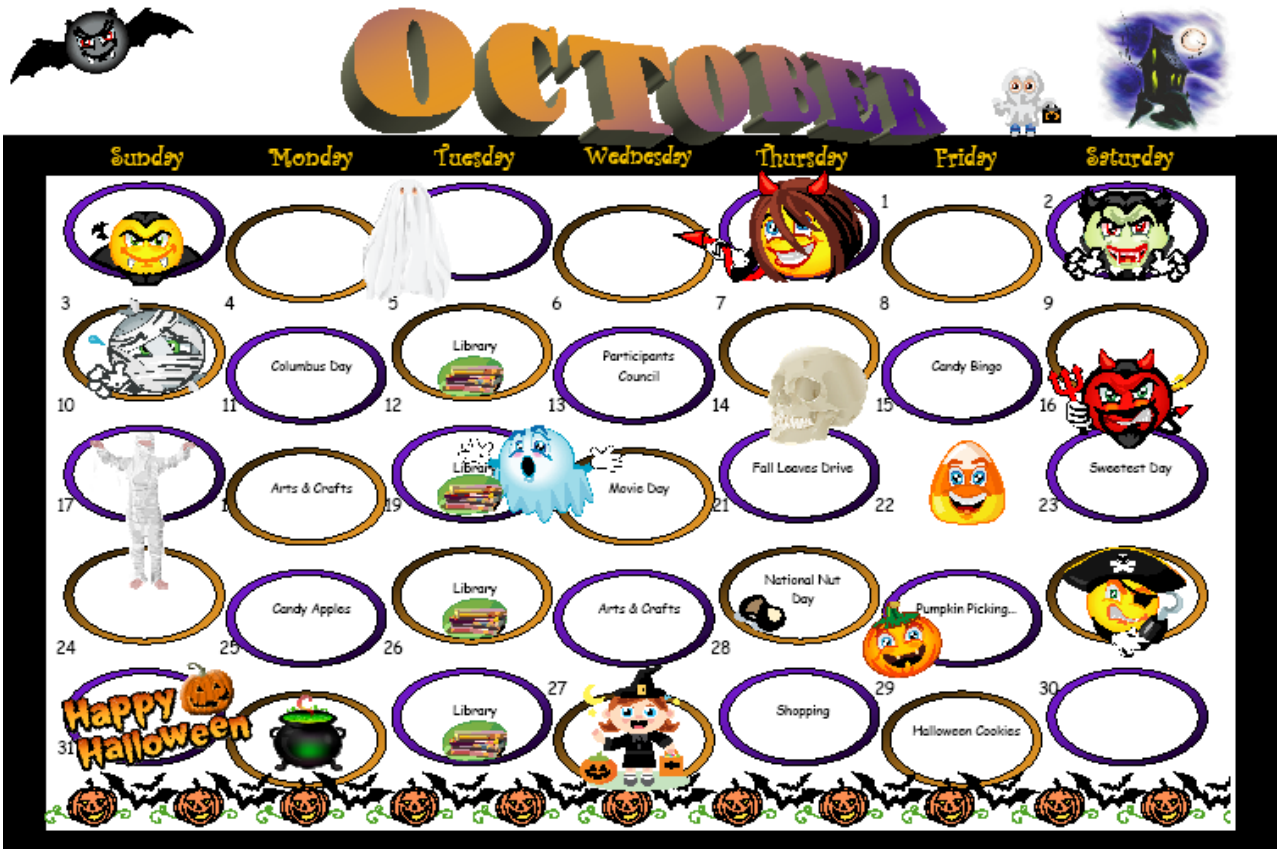 OCTOBER
Sunday Monday Tuesday Wednesday Thursday Friday Saturday
1 2
3 4 5 6 7 8 9
Library
Participants
Council
Columbus Day
Candy Bingo
10 11 12 13 14 15 16
Library
Fall Leaves Drive
Sweetest Day
Arts & Crafts
Movie Day
17 19 21 22 23
Library
National Nut
Day
Candy Apples
Arts & Crafts
Pumpkin Picking...
24 25 26 28
27 29 30
Happy
Halloween
Library
Shopping
Halloween Cookies
31